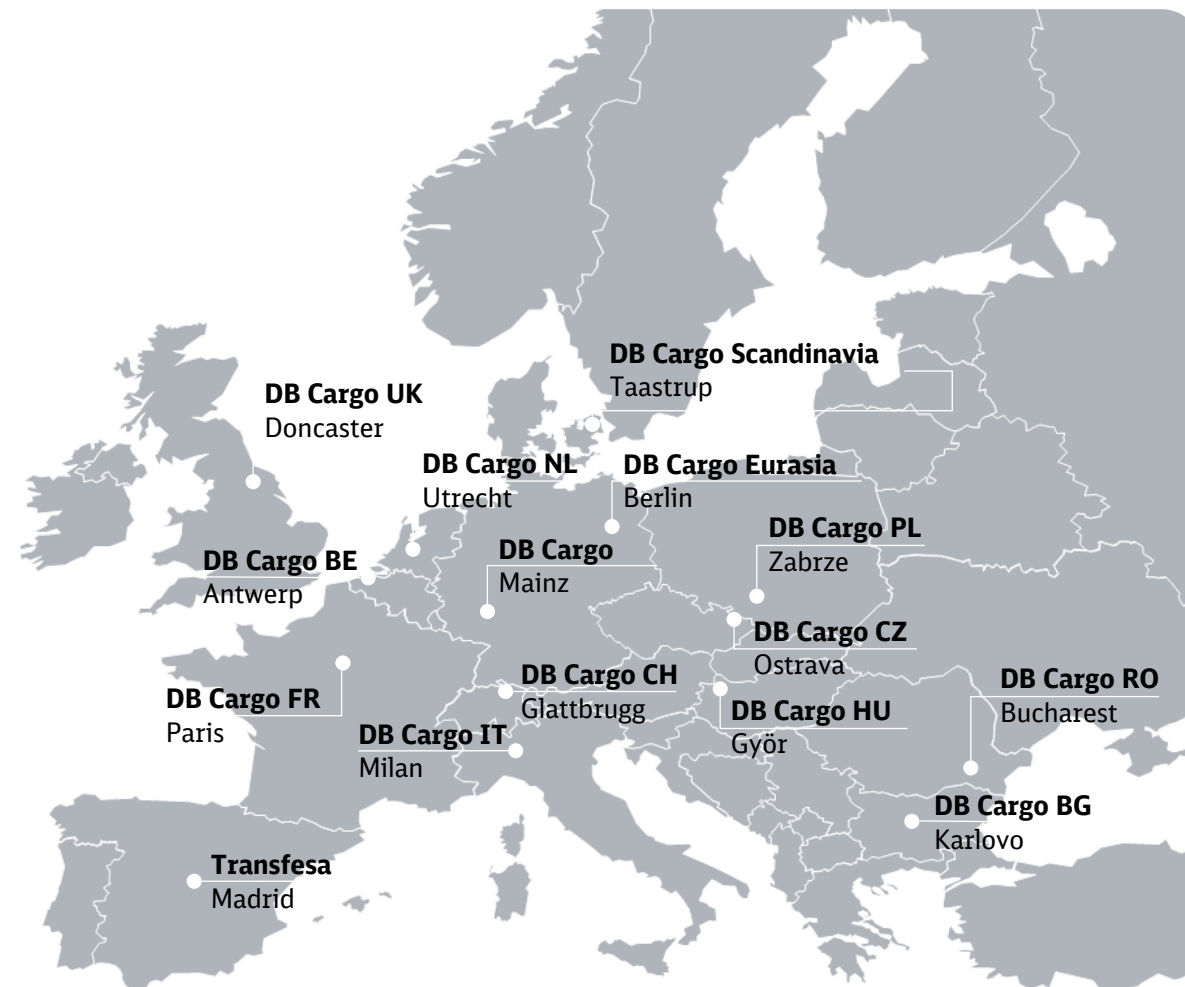 DB Cargo Scandinavia
Taastrup
DB Cargo UK
Doncaster
DB Cargo NL
Utrecht
DB Cargo Eurasia
Berlin
DB Cargo PL
Zabrze
DB Cargo
Mainz
DB Cargo BE
Antwerp
DB Cargo CZ
Ostrava
DB Cargo CH
Glattbrugg
DB Cargo RO
Bucharest
DB Cargo FR
Paris
DB Cargo HU
Györ
DB Cargo IT
Milan
DB Cargo BG
Karlovo
Transfesa
Madrid